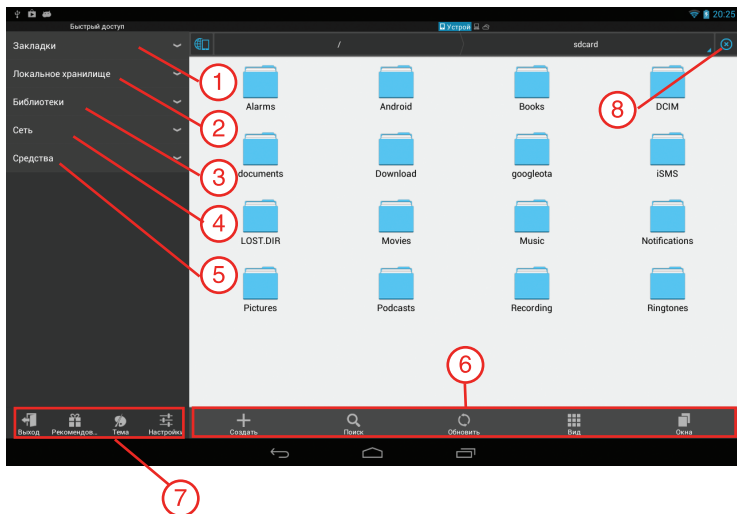 20:25
Быстрый доступ
Устрой
Закладки
Локальное хранилище
Библиотеки
Сеть
Средства
/ sdcard
Alarms Android Books DCIM
documents Download googleota iSMS
LOST.DIR Movies Music Notifications
Pictures Podcasts Recording Ringtones
1
2
3
4
5
8
6
Выход Рекомендов... Тема Настройки
Создать Поиск Обновить Вид Окна
7